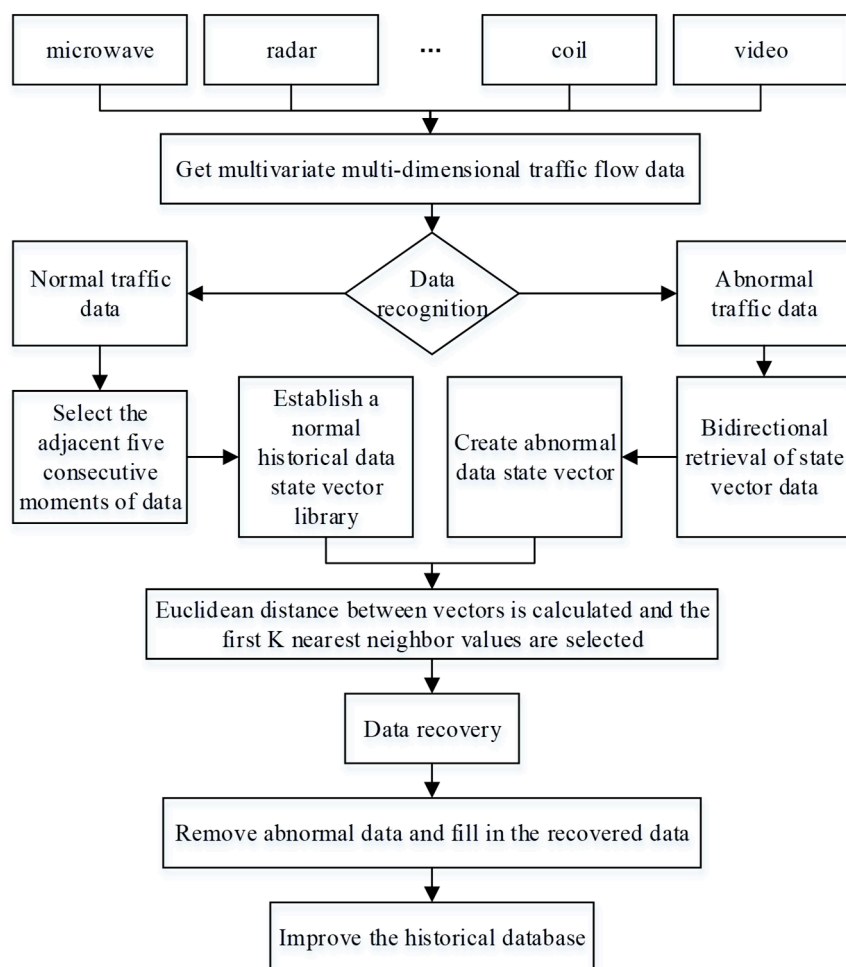 microwave
radar
...
coil
video
Get multivariate multi-dimensional traffic flow data
Normal traffic
data
Data
recognition
Abnormal
traffic data
Select the
adjacent five
consecutive
moments of data
Establish a
normal
historical data
state vector
library
Create abnormal
data state vector
Bidirectional
retrieval of state
vector data
Euclidean distance between vectors is calculated and the
first K nearest neighbor values are selected
Data recovery
Remove abnormal data and fill in the recovered data
Improve the historical database